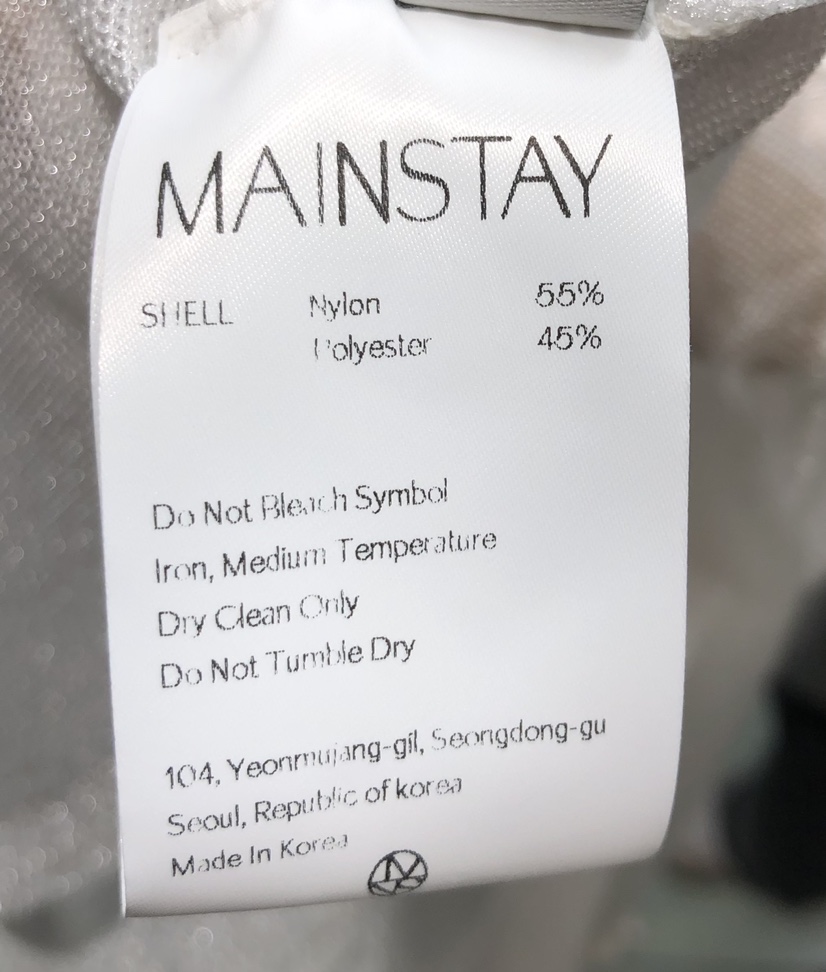 MAINSTAY
SHELL Nylon 55%
Polyester 45%
Do Not Bleach Symbol
Iron, Medium Temperature
Dry Clean Only
Do Not Tumble Dry
104, Yeonmujang-gil, Seongdong-gu
Seoul, Republic of korea
Made In Korea